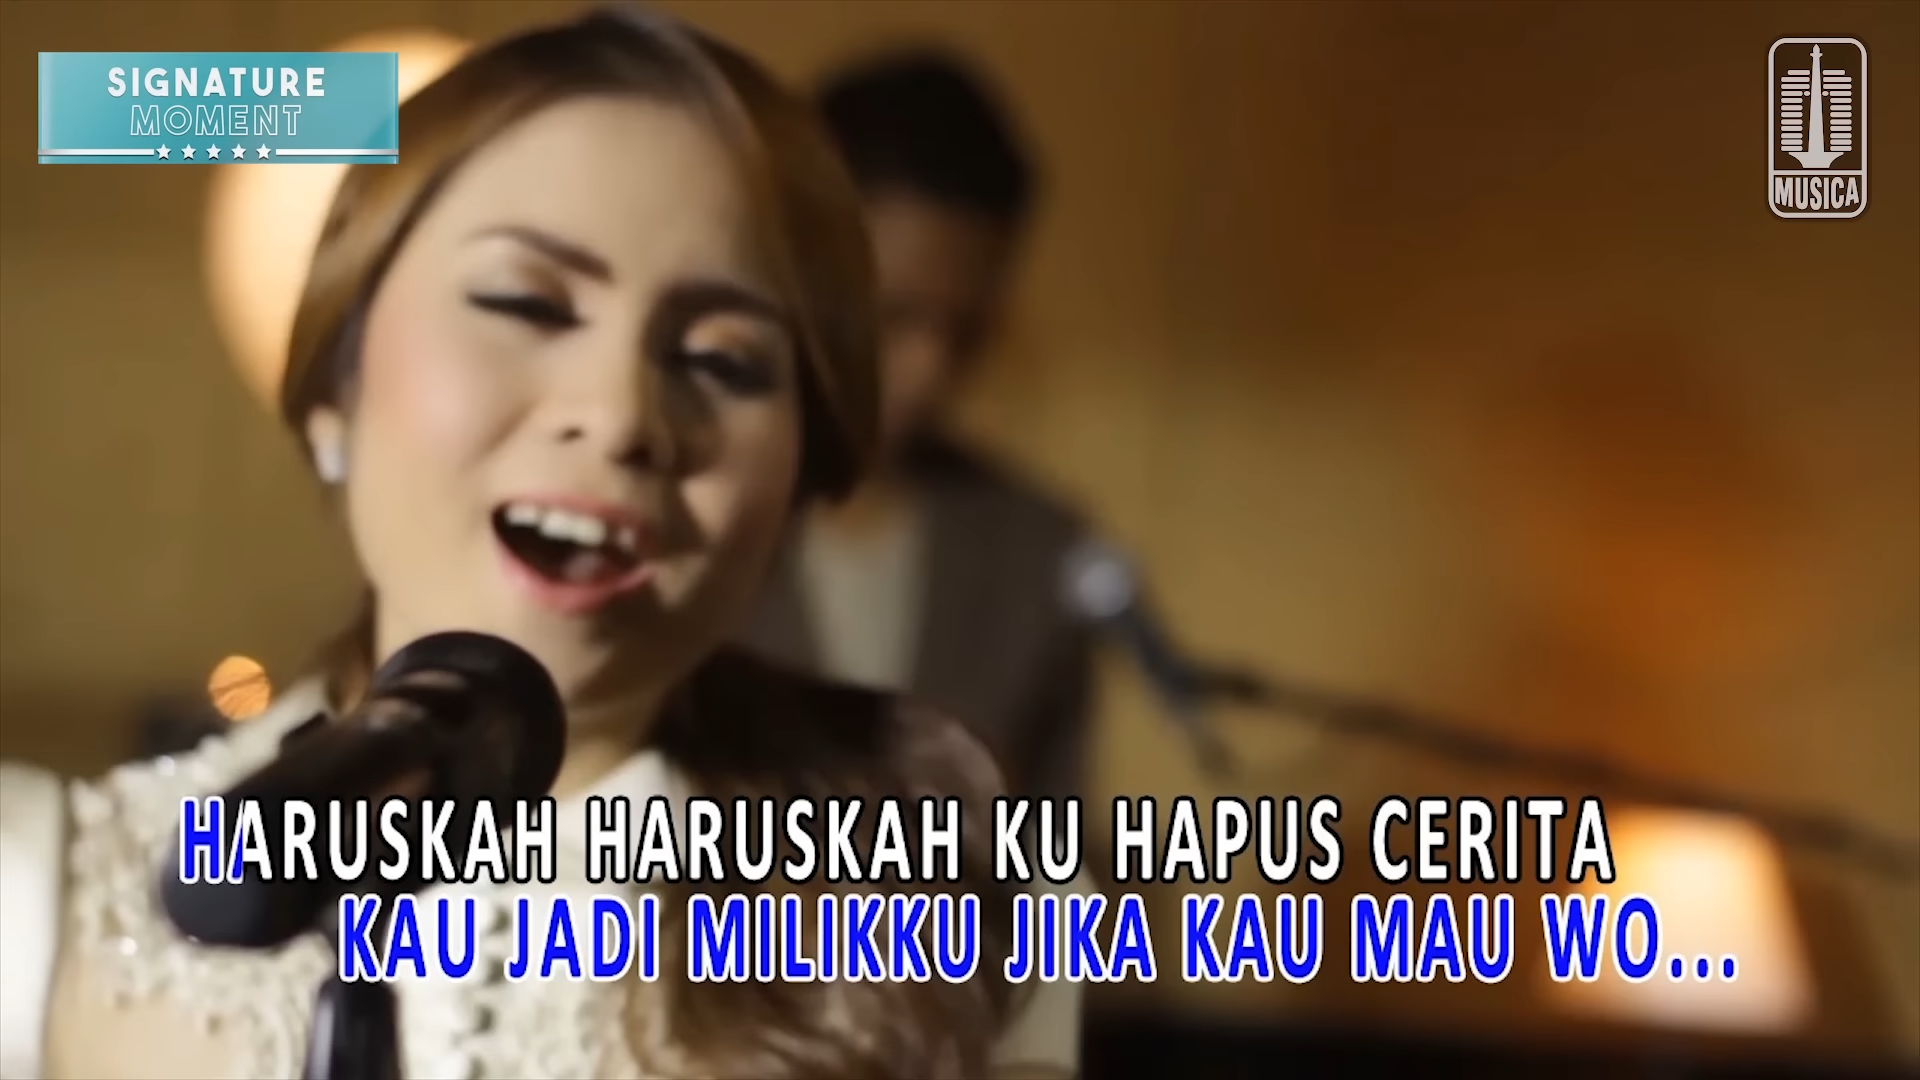 SIGNATURE
MOMENT
MUSICA
HARUSKAH HARUSKAH KU HAPUS CERITA
KAU JADI MILIKKU JIKA KAU MAU WO...